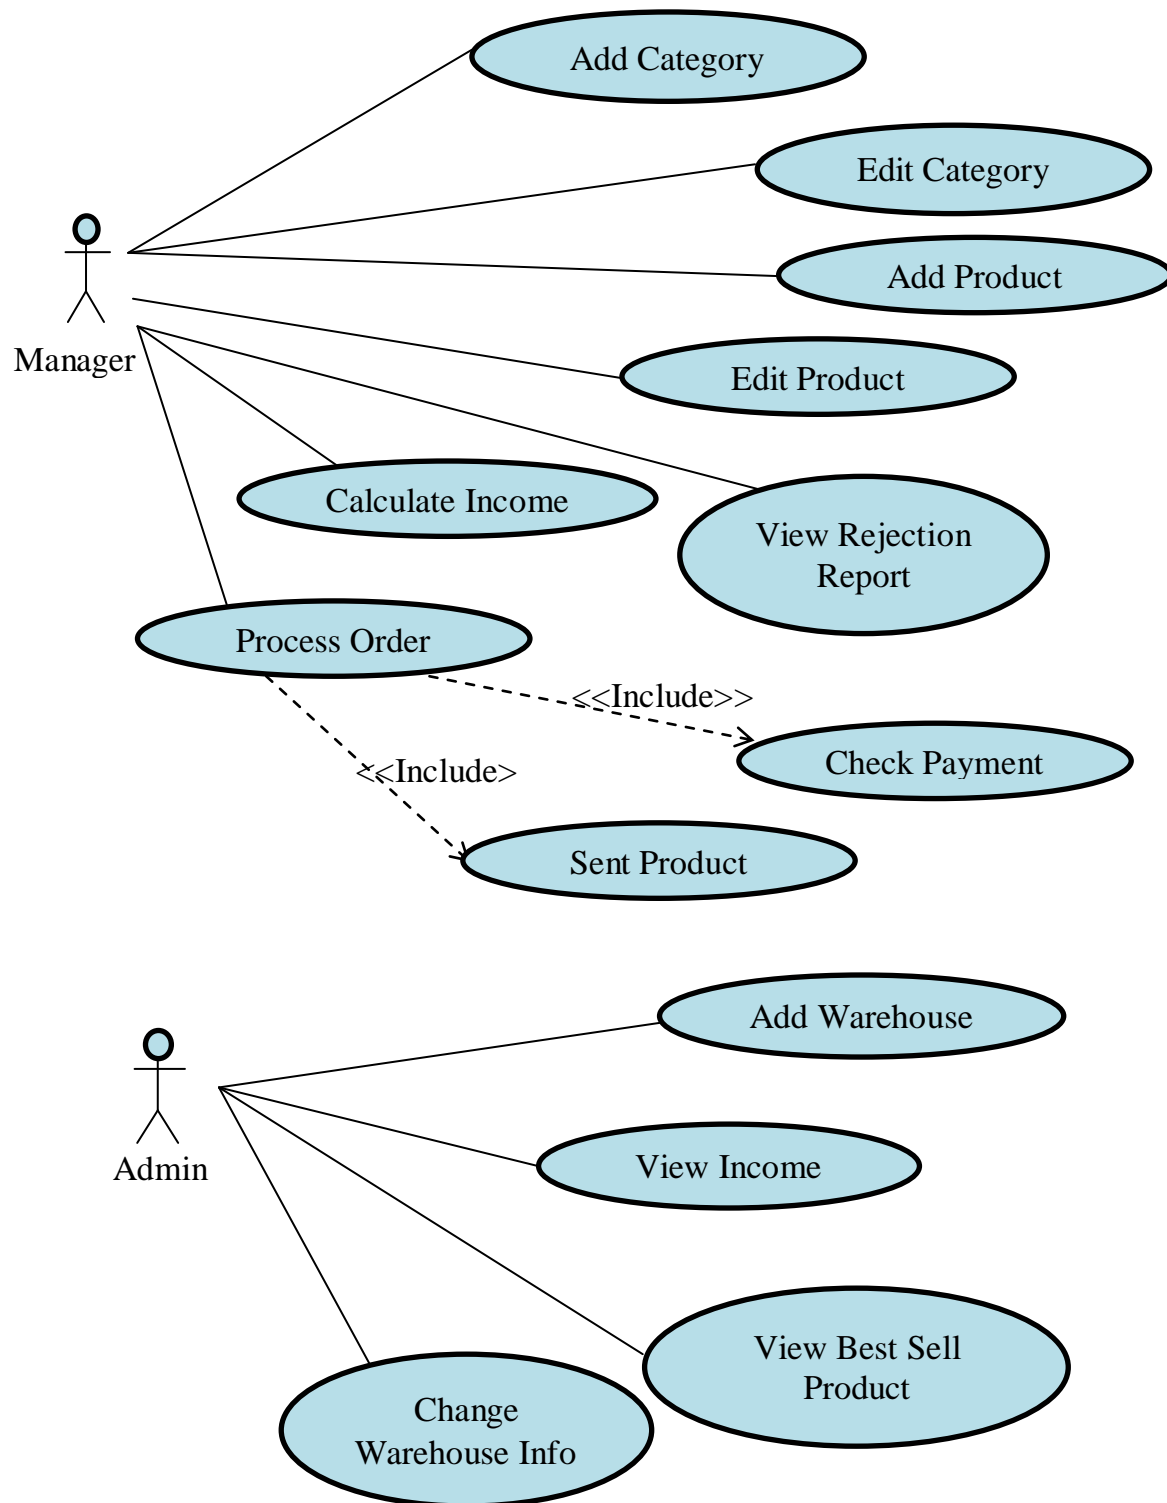 Add Category
Edit Category
Add Product
Manager
Edit Product
Calculate Income
View Rejection
Report
Process Order
<<Include>>
Check Payment
<<Include>
Sent Product
Add Warehouse
Admin
View Income
View Best Sell
Product
Change
Warehouse Info